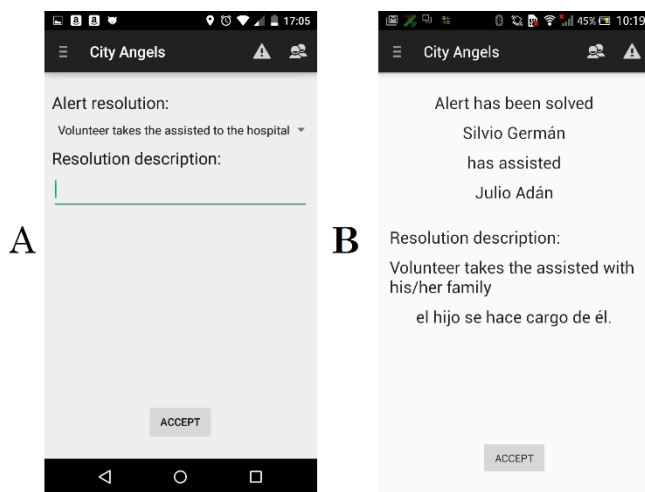 17:05
City Angels
Alert resolution:
Volunteer takes the assisted to the hospital
Resolution description:
ACCEPT
A
45% 10:19
City Angels
Alert has been solved
Silvio Germán
has assisted
Julio Adán
Resolution description:
Volunteer takes the assisted with
his/her family
el hijo se hace cargo de él.
ACCEPT
B